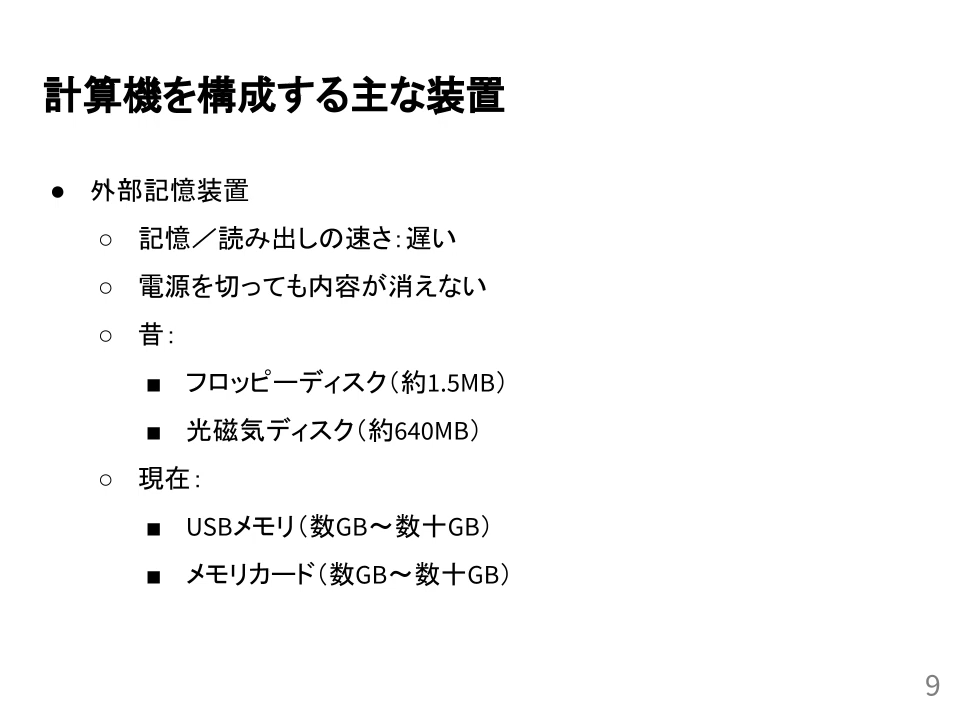 計算機を構成する主な装置
● 外部記憶装置
○ 記憶／読み出しの速さ：遅い
○ 電源を切っても内容が消えない
○ 昔：
■ フロッピーディスク（約1.5MB）
■ 光磁気ディスク（約640MB）
○ 現在：
■ USBメモリ（数GB～数十GB）
■ メモリカード（数GB～数十GB）
9